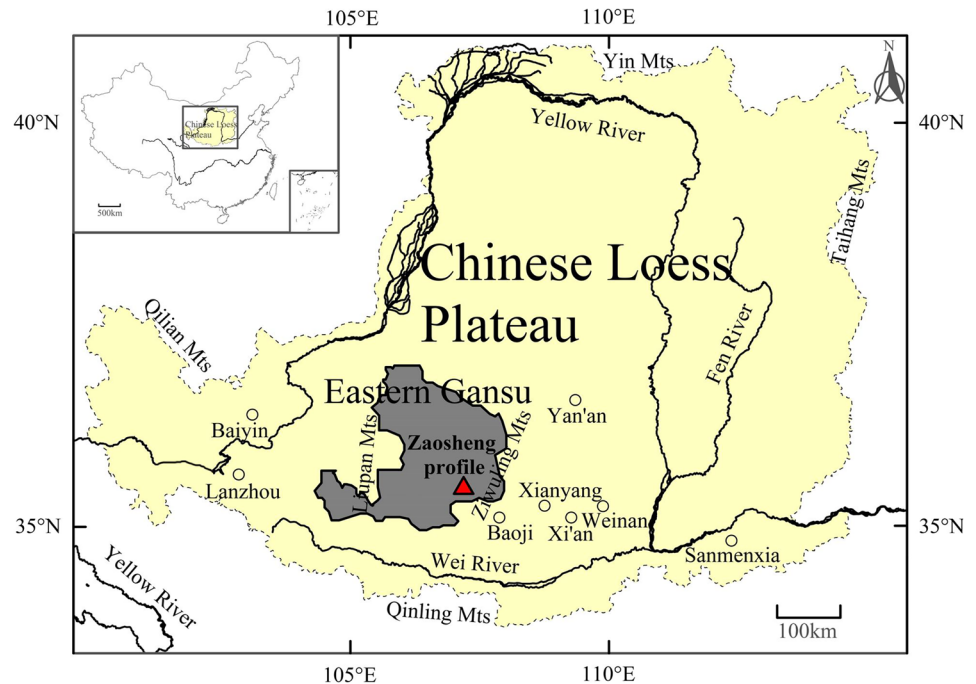 105°E
110°E
N
Yin Mts
40°N
40°N
Yellow River
Chinese Loess
Plateau
500km
Taihang Mts
Chinese Loess
Plateau
Qilian Mts
Fen River
Eastern Gansu
Yan'an
Baiyin
Liupan Mts
Zaosheng
profile
Ziwuling Mts
Lanzhou
Xianyang
Weinan
Baoji
Xi'an
35°N
35°N
Sanmenxia
Wei River
Yellow River
Qinling Mts
100km
105°E
110°E